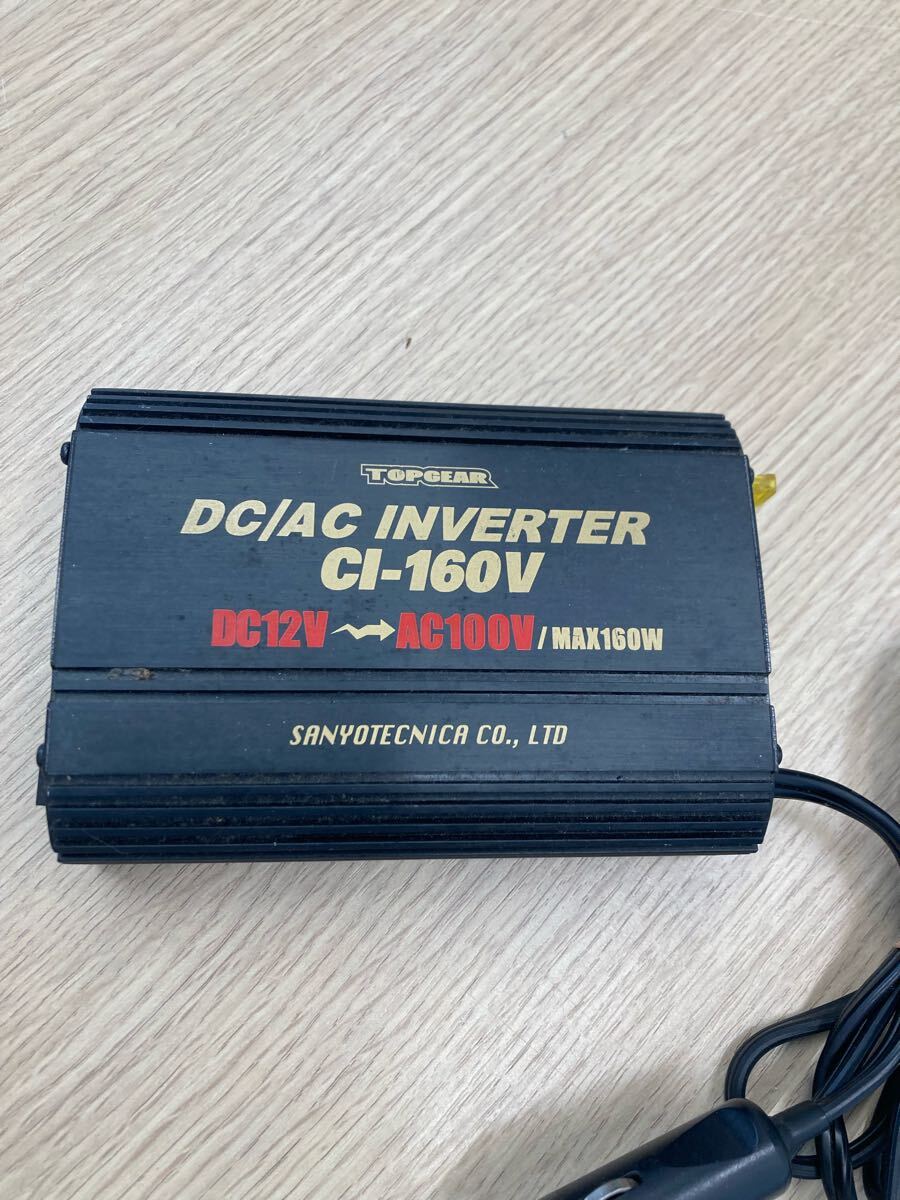 TOPGEAR
DC/AC INVERTER
CI-160V
DC12V → AC100V/MAX160W
SANYOTECNICA CO., LTD